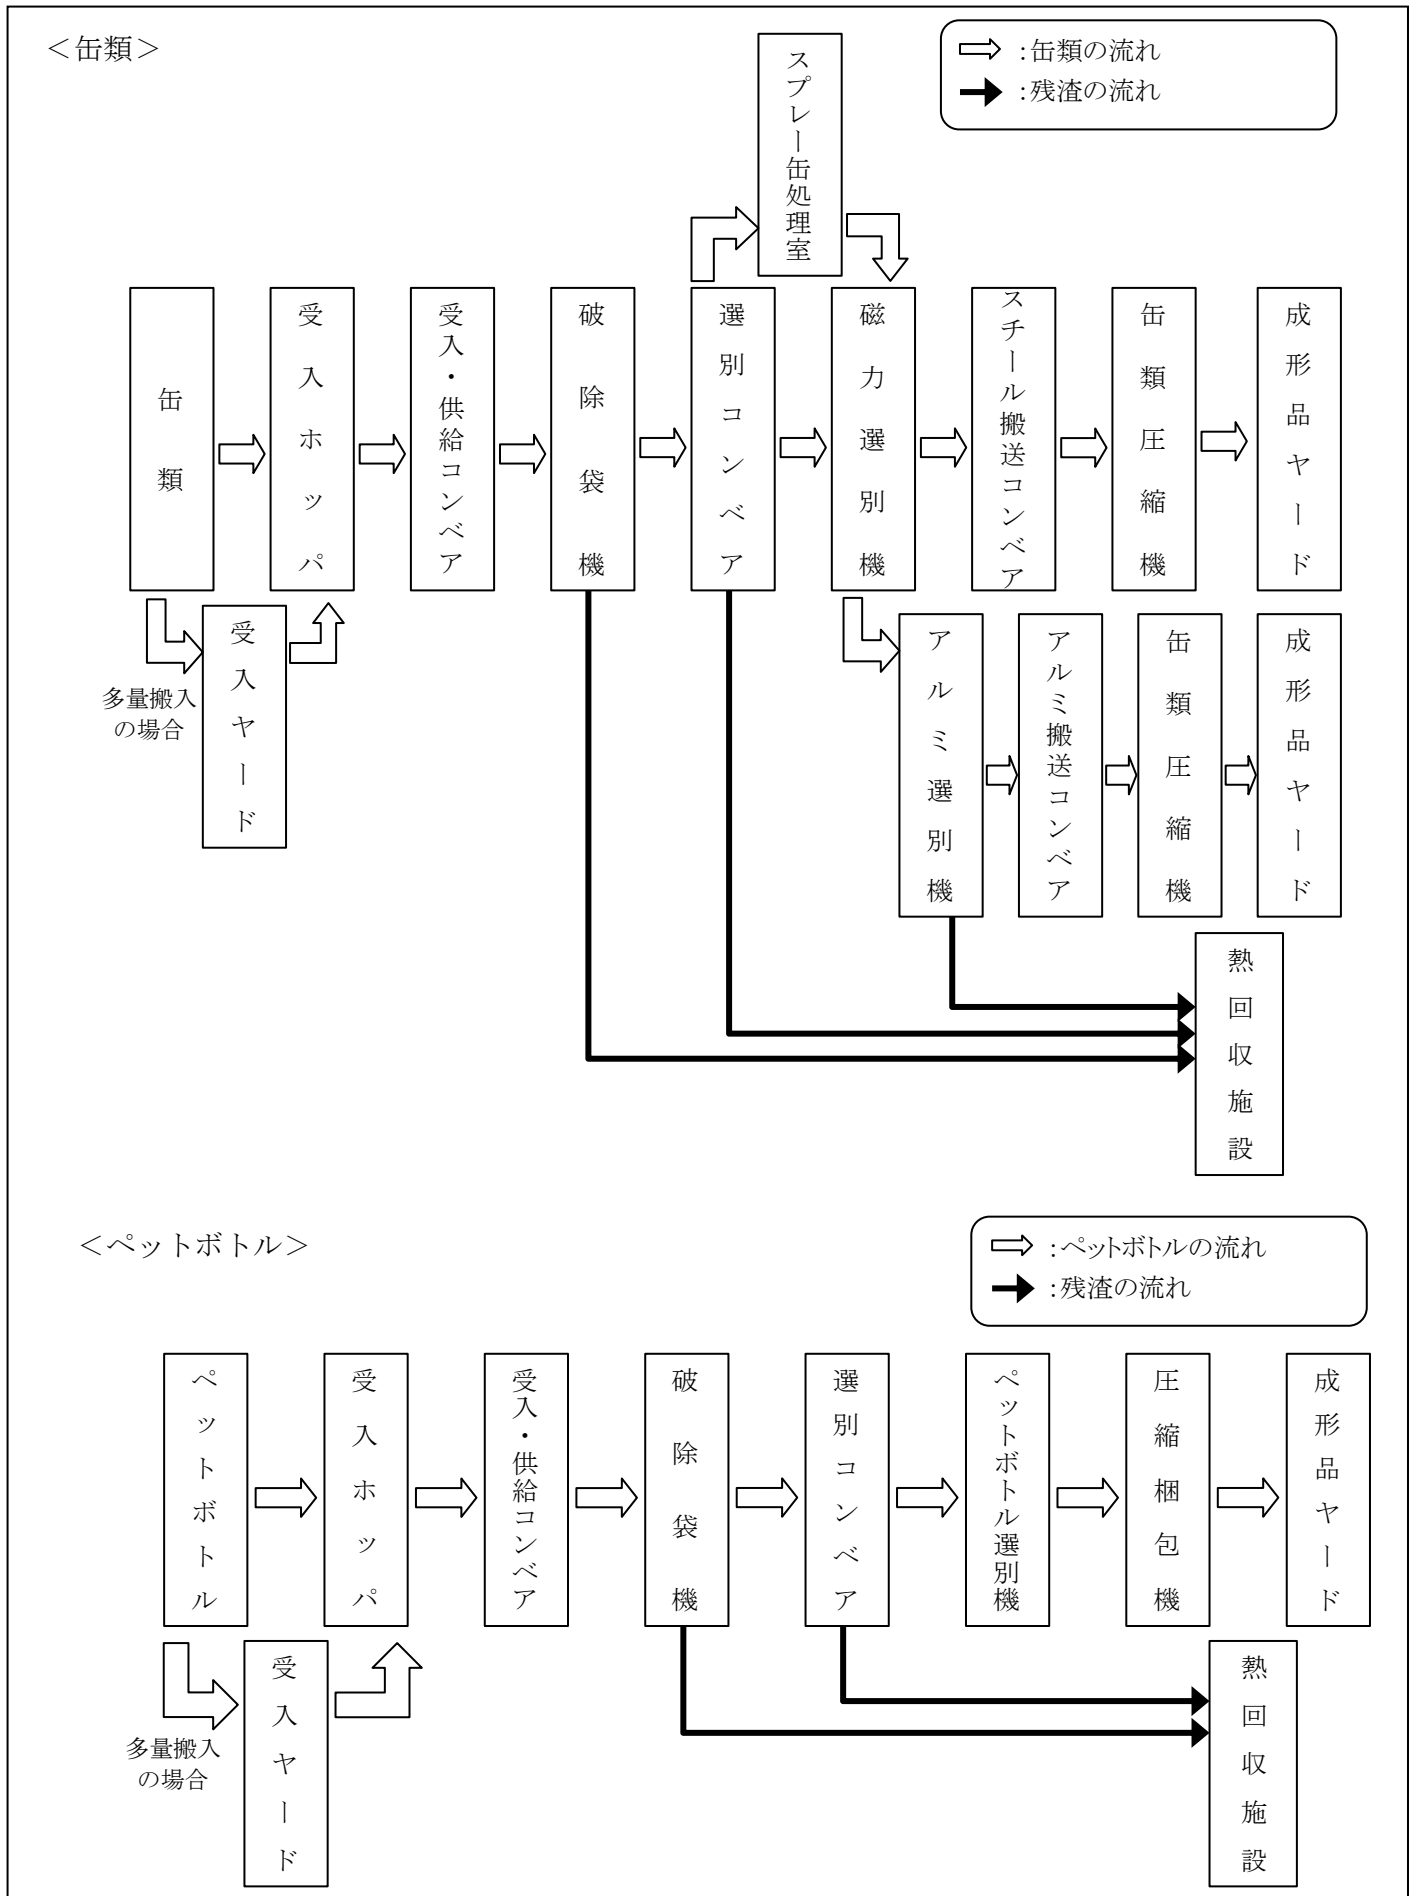 ＜缶類＞
：缶類の流れ
：残渣の流れ
スプレー缶処理室
缶類
受入ホッパ
受入・供給コンベア
破除袋機
選別コンベア
磁力選別機
スチール搬送コンベア
缶類圧縮機
成形品ヤード
多量搬入
の場合
受入ヤード
アルミ選別機
アルミ搬送コンベア
缶類圧縮機
成形品ヤード
熱回収施設
＜ペットボトル＞
：ペットボトルの流れ
：残渣の流れ
ペットボトル
受入ホッパ
受入・供給コンベア
破除袋機
選別コンベア
ペットボトル選別機
圧縮梱包機
成形品ヤード
多量搬入
の場合
受入ヤード
熱回収施設